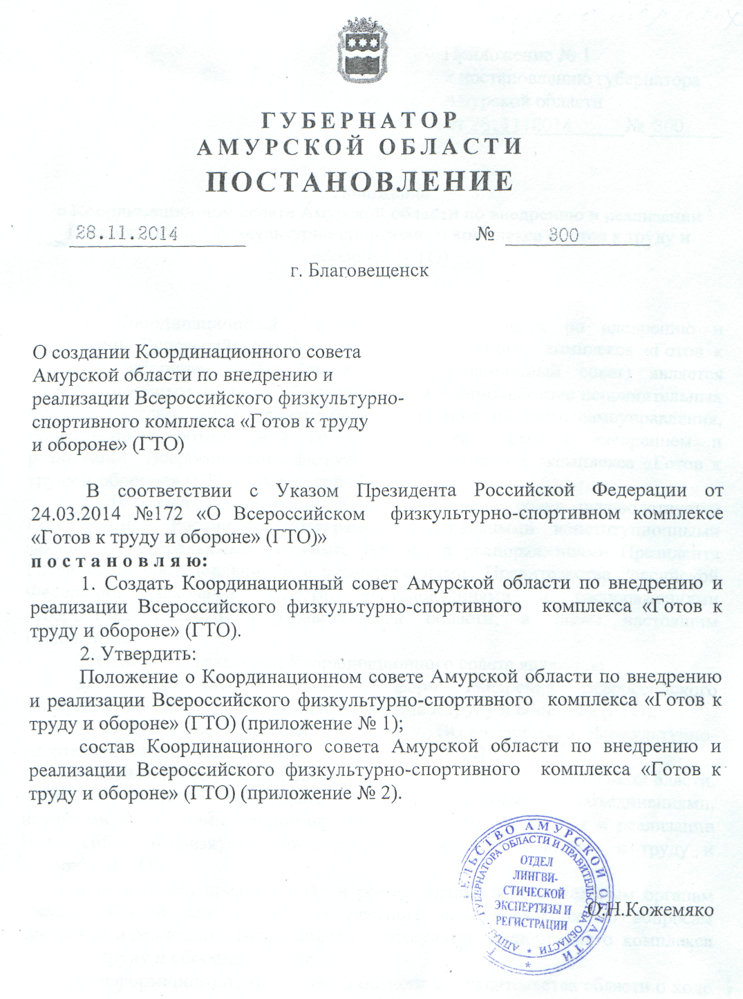 ГУБЕРНАТОР
АМУРСКОЙ ОБЛАСТИ
ПОСТАНОВЛЕНИЕ
28.11.2014 № 300
г. Благовещенск
О создании Координационного совета
Амурской области по внедрению и
реализации Всероссийского физкультурно-
спортивного комплекса «Готов к труду
и обороне» (ГТО)
В соответствии с Указом Президента Российской Федерации от
24.03.2014 №172 «О Всероссийском физкультурно-спортивном комплексе
«Готов к труду и обороне» (ГТО)»
п о с т а н о в л я ю:
1. Создать Координационный совет Амурской области по внедрению и
реализации Всероссийского физкультурно-спортивного комплекса «Готов к
труду и обороне» (ГТО).
2. Утвердить:
Положение о Координационном совете Амурской области по внедрению
и реализации Всероссийского физкультурно-спортивного комплекса «Готов к
труду и обороне» (ГТО) (приложение № 1);
состав Координационного совета Амурской области по внедрению и
реализации Всероссийского физкультурно-спортивного комплекса «Готов к
труду и обороне» (ГТО) (приложение № 2).
АМУРСКОЙ ОБЛАСТИ
ГУБЕРНАТОРА ОБЛАСТИ И ПРАВИТЕЛЬСТВА ОБЛАСТИ
ОТДЕЛ
ЛИНГВИ-
СТИЧЕСКОЙ
ЭКСПЕРТИЗЫ И
РЕГИСТРАЦИИ
О.Н.Кожемяко